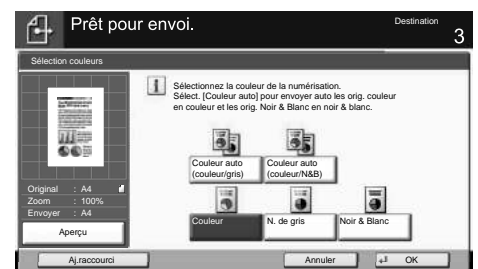 Prêt pour envoi.
Destination
3
Sélection couleurs
Sélectionnez la couleur de la numérisation.
Sélect. [Couleur auto] pour envoyer auto les orig. couleur
en couleur et les orig. Noir & Blanc en noir & blanc.
Couleur auto
(couleur/gris)
Couleur auto
(couleur/N&B)
Original : A4
Zoom : 100%
Envoyer : A4
Aperçu
Couleur
N. de gris
Noir & Blanc
Aj.raccourci
Annuler
OK